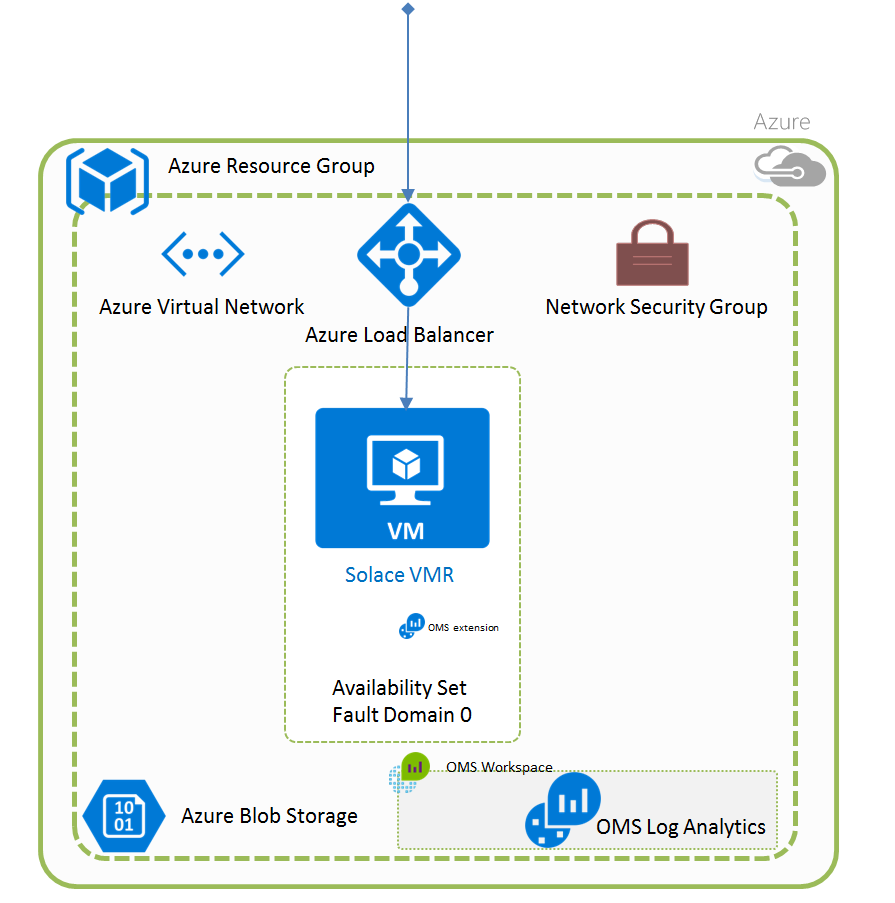 Azure
Azure Resource Group
Azure Virtual Network
Network Security Group
Azure Load Balancer
VM
Solace VMR
OMS extension
Availability Set
Fault Domain 0
OMS Workspace
10
01
Azure Blob Storage
OMS Log Analytics